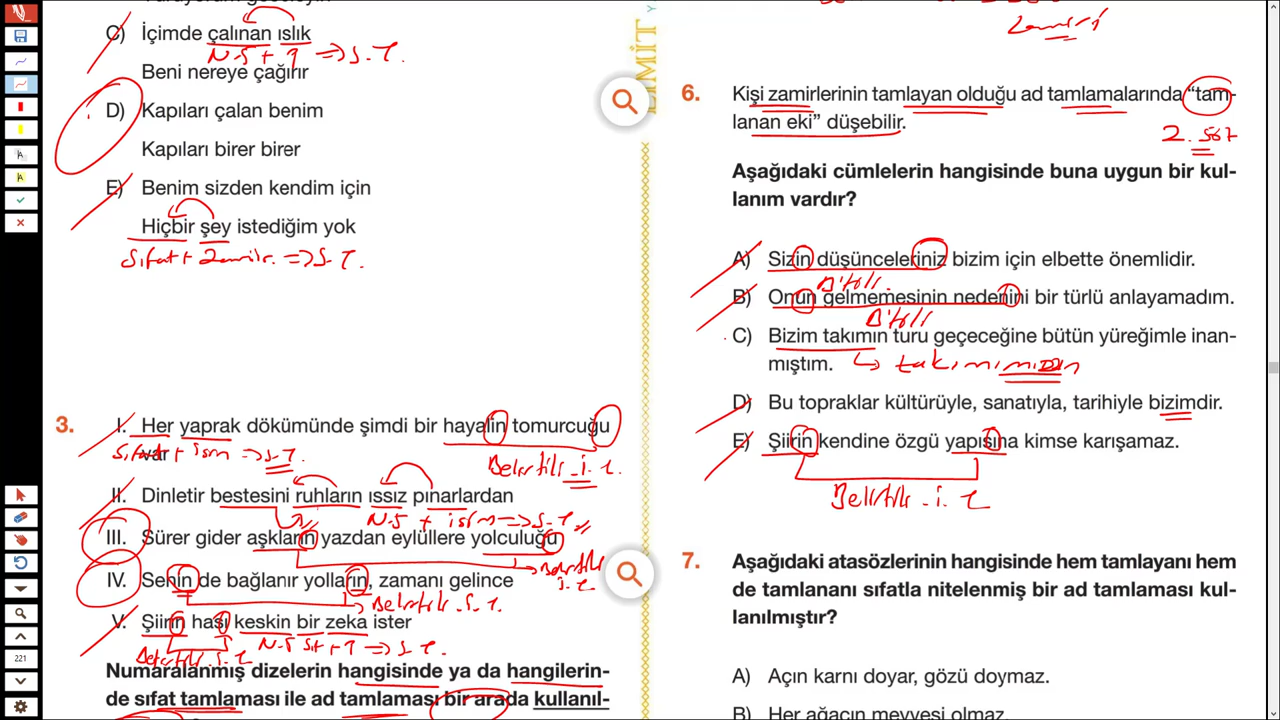 C) İçimde çalınan ıslık
N.S + ? => S.T.
Beni nereye çağırır
D) Kapıları çalan benim
Kapıları birer birer
E) Benim sizden kendim için
Hiçbir şey istediğim yok
Sıfat + Zamir. => S.T.
3. I. Her yaprak dökümünde şimdi bir hayalin tomurcuğu
var
Sıfat + isim => S.T.
Belirtili i. t.
II. Dinletir bestesini ruhların ıssız pınarlardan
N.S + isim => S.T.
III. Sürer gider aşkların yazdan eylüllere yolculuğu
Belirtili
i. t.
IV. Senin de bağlanır yolların, zamanı gelince
Belirtili i. t.
V. Şiirin hası keskin bir zeka ister
Belirtili i. t. N.S Sıf + ? => S.T.
Numaralanmış dizelerin hangisinde ya da hangilerin-
de sıfat tamlaması ile ad tamlaması bir arada kullanıl-
6. Kişi zamirlerinin tamlayan olduğu ad tamlamalarında “tam-
lanan eki” düşebilir.
Aşağıdaki cümlelerin hangisinde buna uygun bir kul-
lanım vardır?
A) Sizin düşünceleriniz bizim için elbette önemlidir.
B) Onun gelmemesinin nedenini bir türlü anlayamadım.
C) Bizim takımın turu geçeceğine bütün yüreğimle inan-
mıştım.
takımımızın
D) Bu topraklar kültürüyle, sanatıyla, tarihiyle bizimdir.
E) Şiirin kendine özgü yapısına kimse karışamaz.
Belirtili i. t
7. Aşağıdaki atasözlerinin hangisinde hem tamlayanı hem
de tamlananı sıfatla nitelenmiş bir ad tamlaması kul-
lanılmıştır?
A) Açın karnı doyar, gözü doymaz.
B) Her ağacın meyvesi olmaz
221